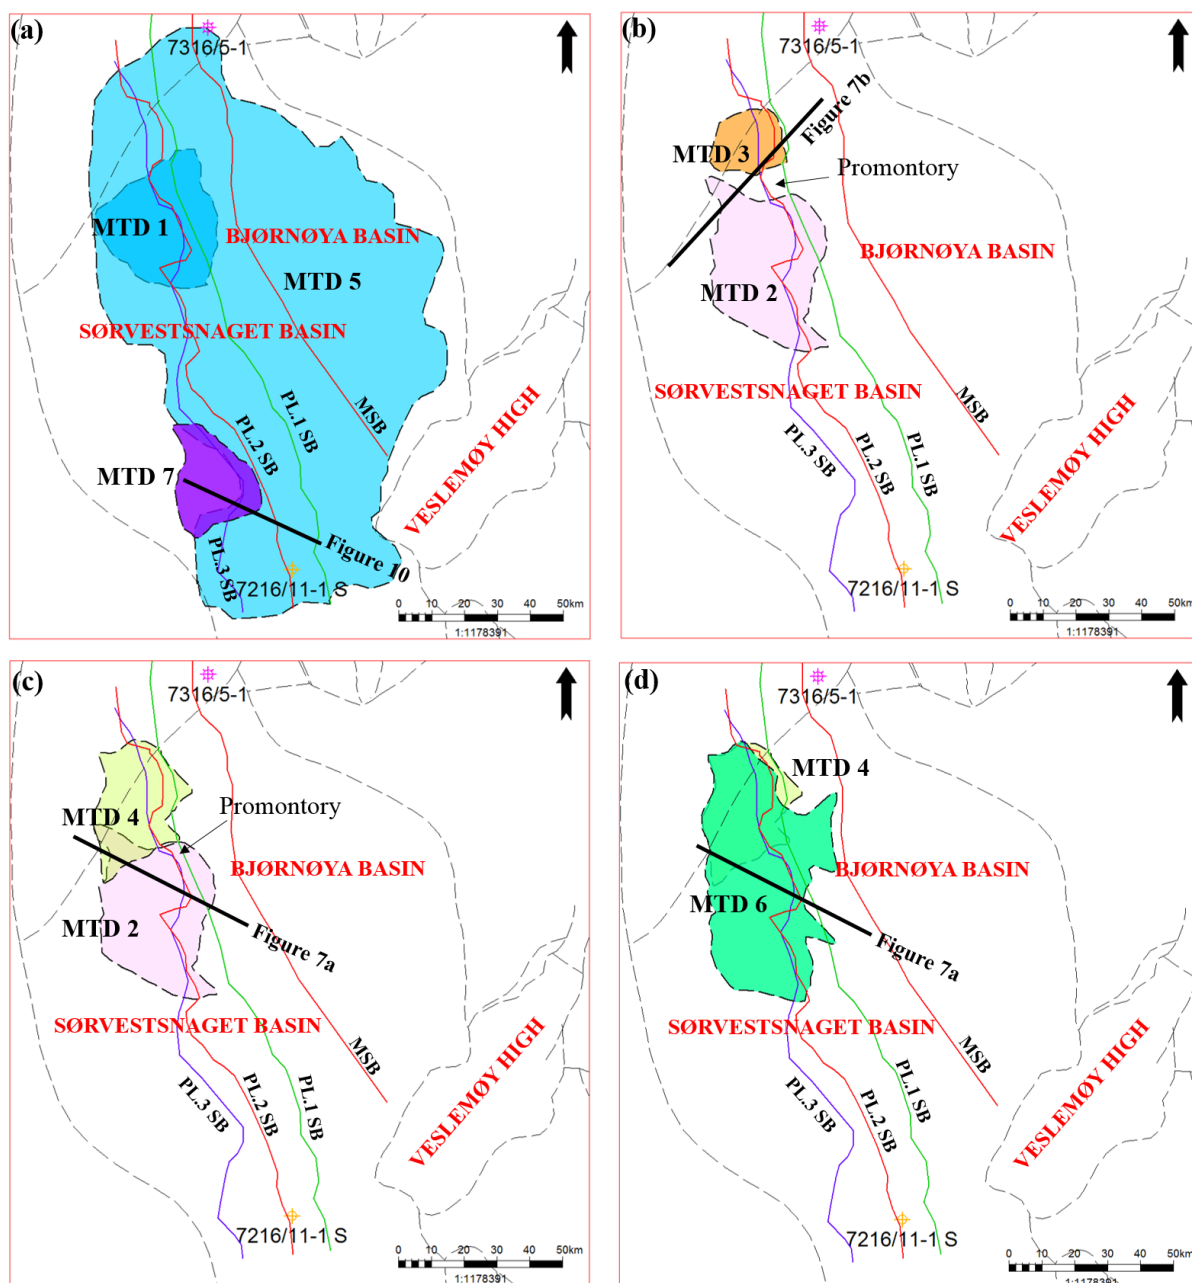 (a)
7316/5-1
MTD 1
BJØRNØYA BASIN
MTD 5
SØRVESTSNAGET BASIN
PL.1 SB
MSB
PL.2 SB
VESLEMØY HIGH
MTD 7
PL.3 SB
Figure 10
7216/11-1 S
0 10 20 30 40 50km
1:1178391
(b)
7316/5-1
Figure 7b
MTD 3
Promontory
BJØRNØYA BASIN
MTD 2
SØRVESTSNAGET BASIN
MSB
VESLEMØY HIGH
PL.3 SB
PL.2 SB
PL.1 SB
7216/11-1 S
0 10 20 30 40 50km
1:1178391
(c)
7316/5-1
MTD 4
Promontory
BJØRNØYA BASIN
MTD 2
Figure 7a
SØRVESTSNAGET BASIN
MSB
VESLEMØY HIGH
PL.3 SB
PL.2 SB
PL.1 SB
7216/11-1 S
0 10 20 30 40 50km
1:1178391
(d)
7316/5-1
MTD 4
BJØRNØYA BASIN
MTD 6
Figure 7a
SØRVESTSNAGET BASIN
MSB
VESLEMØY HIGH
PL.3 SB
PL.2 SB
PL.1 SB
7216/11-1 S
0 10 20 30 40 50km
1:1178391